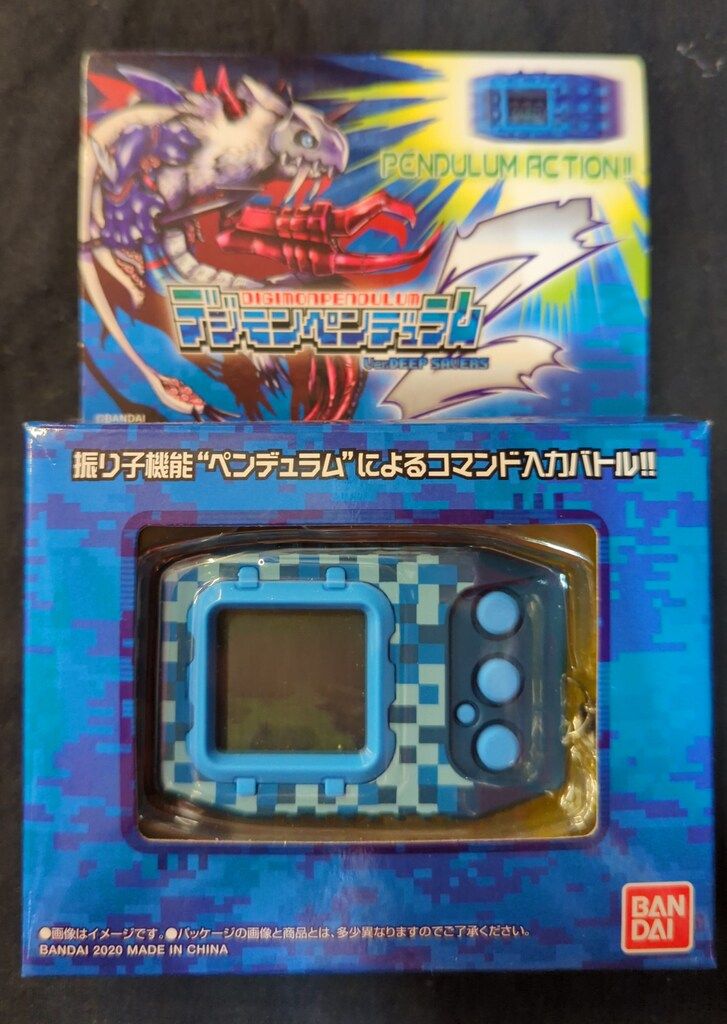 PENDULUM ACTION!!
DIGIMONPENDULUM
デジモンペンデュラム Z
Ver.DEEP SAVERS
©BANDAI
振り子機能“ペンデュラム”によるコマンド入力バトル!!
●画像はイメージです。●パッケージの画像と商品とは、多少異なりますのでご了承ください。
BANDAI 2020 MADE IN CHINA
BAN
DAI